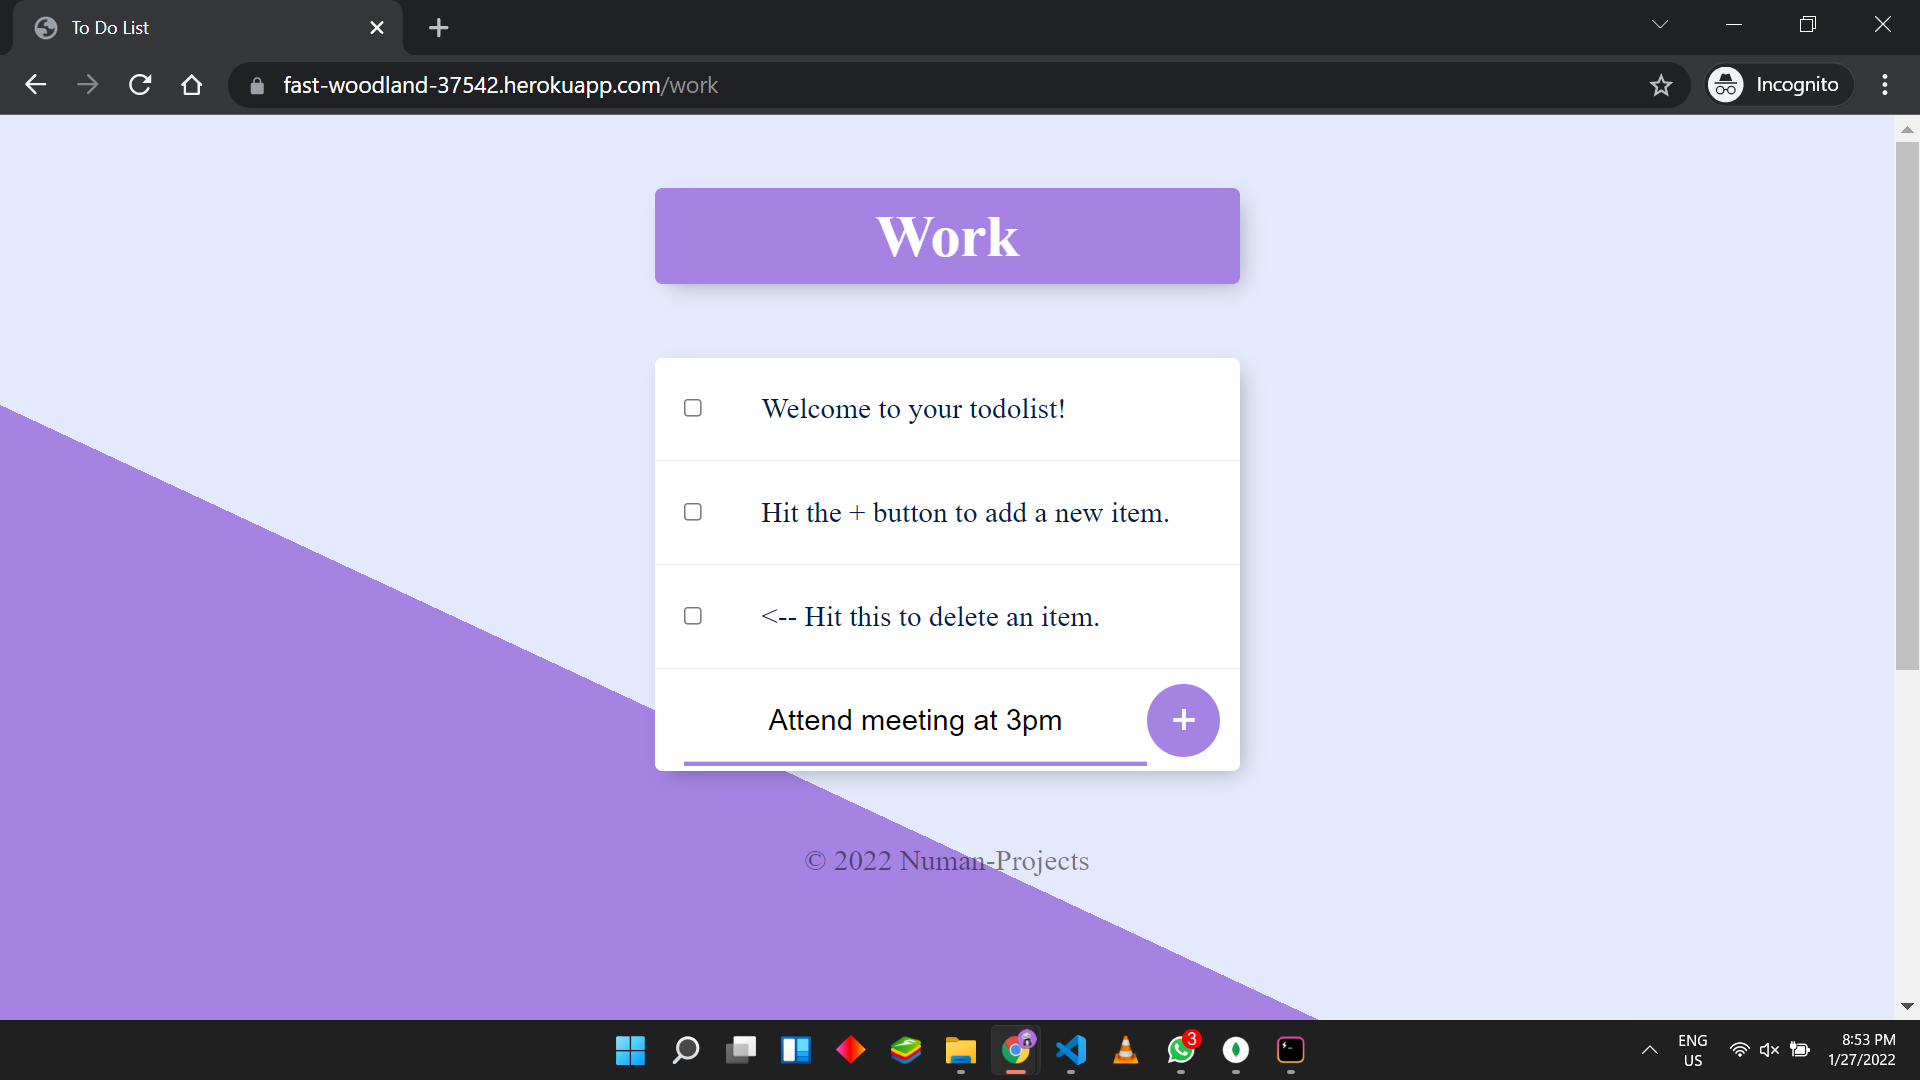 To Do List
fast-woodland-37542.herokuapp.com/work
Incognito
Work
Welcome to your todolist!
Hit the + button to add a new item.
<-- Hit this to delete an item.
Attend meeting at 3pm
+
© 2022 Numan-Projects
3
ENG
US
8:53 PM
1/27/2022